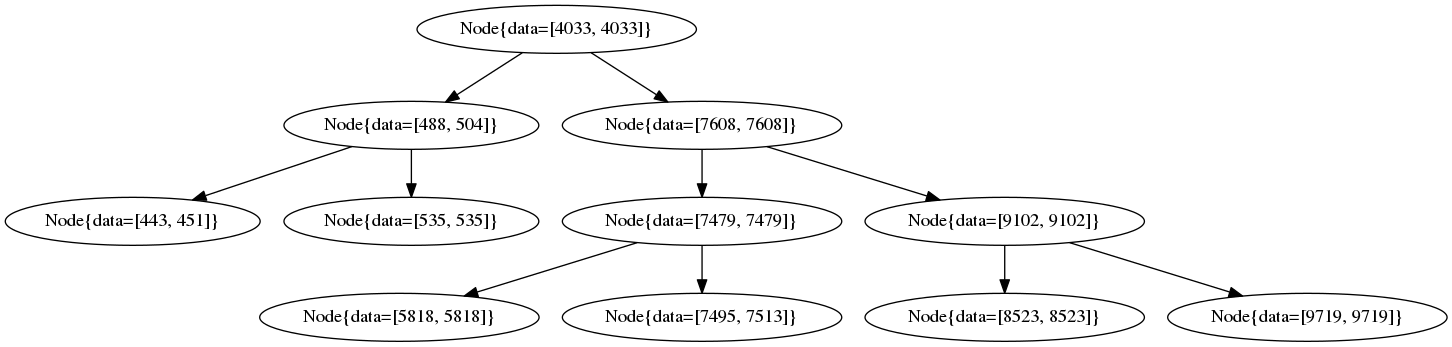 Node{data=[4033, 4033]}
Node{data=[488, 504]}
Node{data=[7608, 7608]}
Node{data=[443, 451]}
Node{data=[535, 535]}
Node{data=[7479, 7479]}
Node{data=[9102, 9102]}
Node{data=[5818, 5818]}
Node{data=[7495, 7513]}
Node{data=[8523, 8523]}
Node{data=[9719, 9719]}